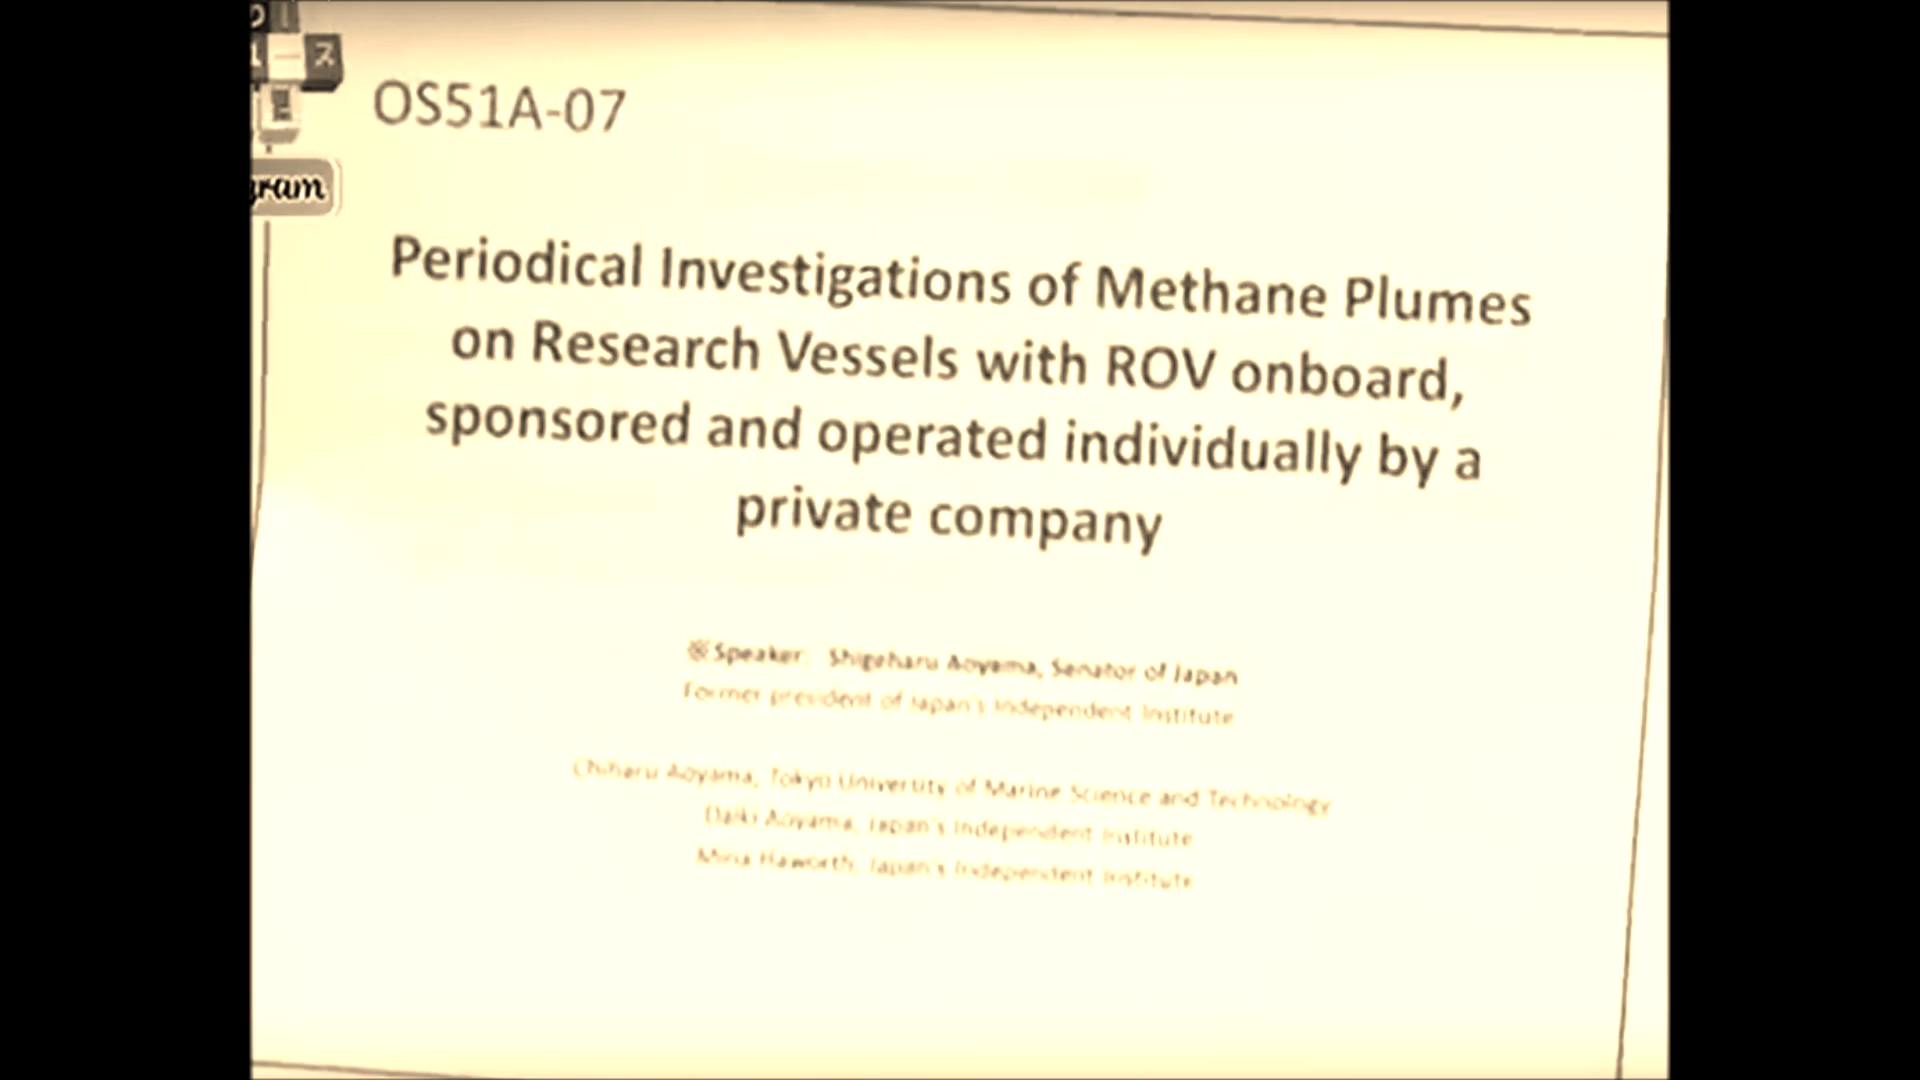 ス
gram
OS51A-07
Periodical Investigations of Methane Plumes
on Research Vessels with ROV onboard,
sponsored and operated individually by a
private company
※Speaker: Shigeharu Aoyama, Senator of Japan
Former president of Japan's Independent Institute
Chiharu Aoyama, Tokyo University of Marine Science and Technology
Daiki Aoyama, Japan's Independent Institute
Mina Haworth, Japan's Independent Institute